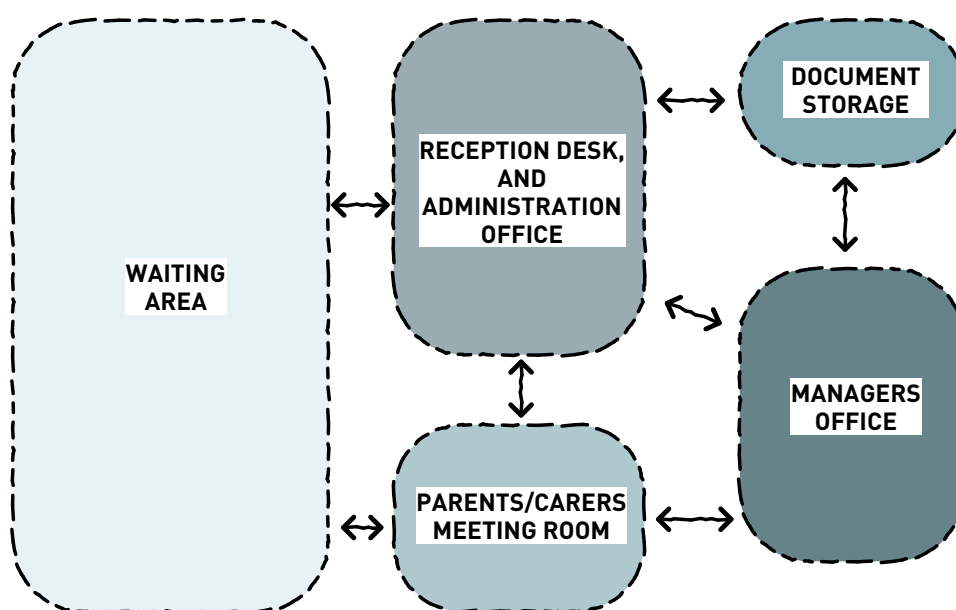 WAITING
AREA
RECEPTION DESK,
AND
ADMINISTRATION
OFFICE
DOCUMENT
STORAGE
MANAGERS
OFFICE
PARENTS/CARERS
MEETING ROOM